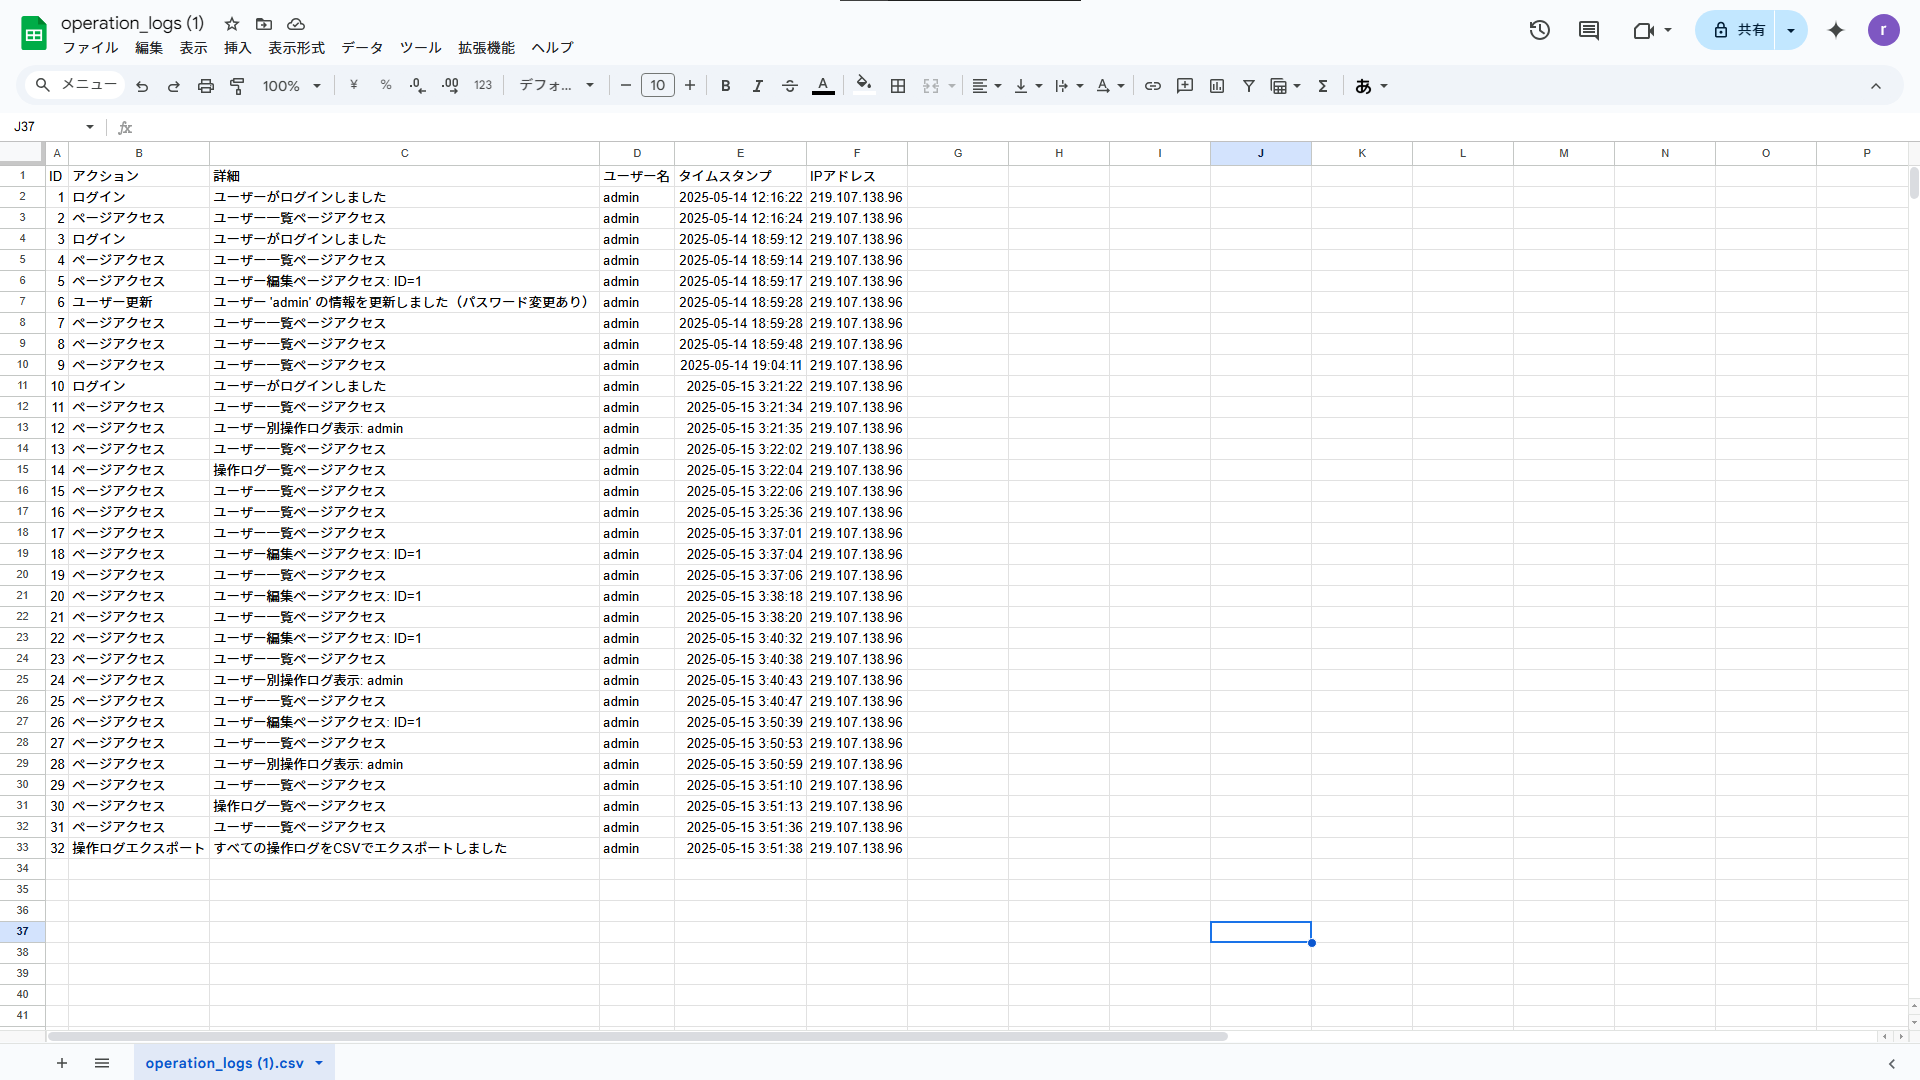 operation_logs (1)
ファイル 編集 表示 挿入 表示形式 データ ツール 拡張機能 ヘルプ
共有
r
メニュー 100% ¥ % .0 .00 123 デフォ... 10 B I A あ
J37 fx
A B C D E F G H I J K L M N O P
1 ID アクション 詳細 ユーザー名 タイムスタンプ IPアドレス
2 1 ログイン ユーザーがログインしました admin 2025-05-14 12:16:22 219.107.138.96
3 2 ページアクセス ユーザー一覧ページアクセス admin 2025-05-14 12:16:24 219.107.138.96
4 3 ログイン ユーザーがログインしました admin 2025-05-14 18:59:12 219.107.138.96
5 4 ページアクセス ユーザー一覧ページアクセス admin 2025-05-14 18:59:14 219.107.138.96
6 5 ページアクセス ユーザー編集ページアクセス: ID=1 admin 2025-05-14 18:59:17 219.107.138.96
7 6 ユーザー更新 ユーザー 'admin' の情報を更新しました（パスワード変更あり） admin 2025-05-14 18:59:28 219.107.138.96
8 7 ページアクセス ユーザー一覧ページアクセス admin 2025-05-14 18:59:28 219.107.138.96
9 8 ページアクセス ユーザー一覧ページアクセス admin 2025-05-14 18:59:48 219.107.138.96
10 9 ページアクセス ユーザー一覧ページアクセス admin 2025-05-14 19:04:11 219.107.138.96
11 10 ログイン ユーザーがログインしました admin 2025-05-15 3:21:22 219.107.138.96
12 11 ページアクセス ユーザー一覧ページアクセス admin 2025-05-15 3:21:34 219.107.138.96
13 12 ページアクセス ユーザー別操作ログ表示: admin admin 2025-05-15 3:21:35 219.107.138.96
14 13 ページアクセス ユーザー一覧ページアクセス admin 2025-05-15 3:22:02 219.107.138.96
15 14 ページアクセス 操作ログ一覧ページアクセス admin 2025-05-15 3:22:04 219.107.138.96
16 15 ページアクセス ユーザー一覧ページアクセス admin 2025-05-15 3:22:06 219.107.138.96
17 16 ページアクセス ユーザー一覧ページアクセス admin 2025-05-15 3:25:36 219.107.138.96
18 17 ページアクセス ユーザー一覧ページアクセス admin 2025-05-15 3:37:01 219.107.138.96
19 18 ページアクセス ユーザー編集ページアクセス: ID=1 admin 2025-05-15 3:37:04 219.107.138.96
20 19 ページアクセス ユーザー一覧ページアクセス admin 2025-05-15 3:37:06 219.107.138.96
21 20 ページアクセス ユーザー編集ページアクセス: ID=1 admin 2025-05-15 3:38:18 219.107.138.96
22 21 ページアクセス ユーザー一覧ページアクセス admin 2025-05-15 3:38:20 219.107.138.96
23 22 ページアクセス ユーザー編集ページアクセス: ID=1 admin 2025-05-15 3:40:32 219.107.138.96
24 23 ページアクセス ユーザー一覧ページアクセス admin 2025-05-15 3:40:38 219.107.138.96
25 24 ページアクセス ユーザー別操作ログ表示: admin admin 2025-05-15 3:40:43 219.107.138.96
26 25 ページアクセス ユーザー一覧ページアクセス admin 2025-05-15 3:40:47 219.107.138.96
27 26 ページアクセス ユーザー編集ページアクセス: ID=1 admin 2025-05-15 3:50:39 219.107.138.96
28 27 ページアクセス ユーザー一覧ページアクセス admin 2025-05-15 3:50:53 219.107.138.96
29 28 ページアクセス ユーザー別操作ログ表示: admin admin 2025-05-15 3:50:59 219.107.138.96
30 29 ページアクセス ユーザー一覧ページアクセス admin 2025-05-15 3:51:10 219.107.138.96
31 30 ページアクセス 操作ログ一覧ページアクセス admin 2025-05-15 3:51:13 219.107.138.96
32 31 ページアクセス ユーザー一覧ページアクセス admin 2025-05-15 3:51:36 219.107.138.96
33 32 操作ログエクスポート すべての操作ログをCSVでエクスポートしました admin 2025-05-15 3:51:38 219.107.138.96
34
35
36
37
38
39
40
41
operation_logs (1).csv